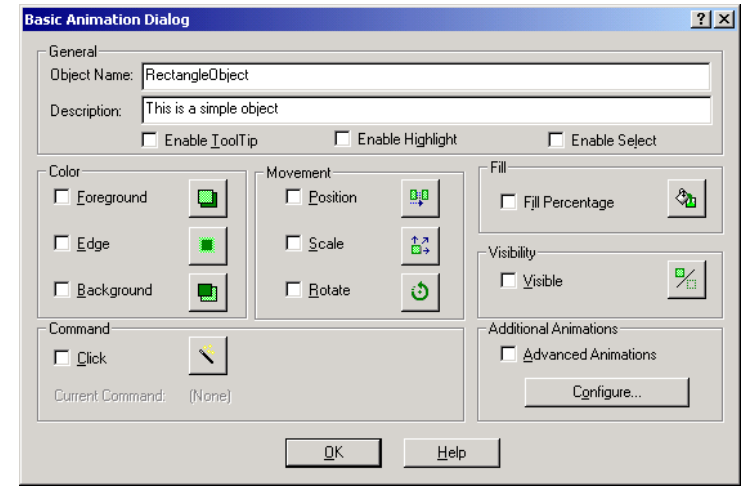 Basic Animation Dialog
General
Object Name: RectangleObject
Description: This is a simple object
Enable ToolTip Enable Highlight Enable Select
Color
Foreground
Edge
Background
Movement
Position
Scale
Rotate
Fill
Fill Percentage
Visibility
Visible
Command
Click
Current Command: (None)
Additional Animations
Advanced Animations
Configure...
OK Help